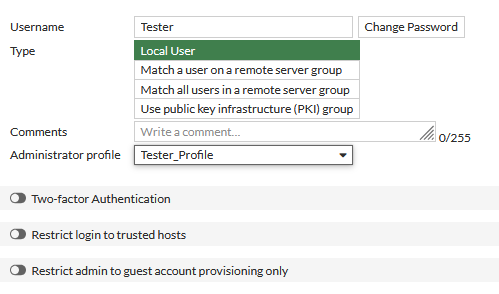 Username Tester Change Password
Type Local User
Match a user on a remote server group
Match all users in a remote server group
Use public key infrastructure (PKI) group
Comments Write a comment... 0/255
Administrator profile Tester_Profile
Two-factor Authentication
Restrict login to trusted hosts
Restrict admin to guest account provisioning only